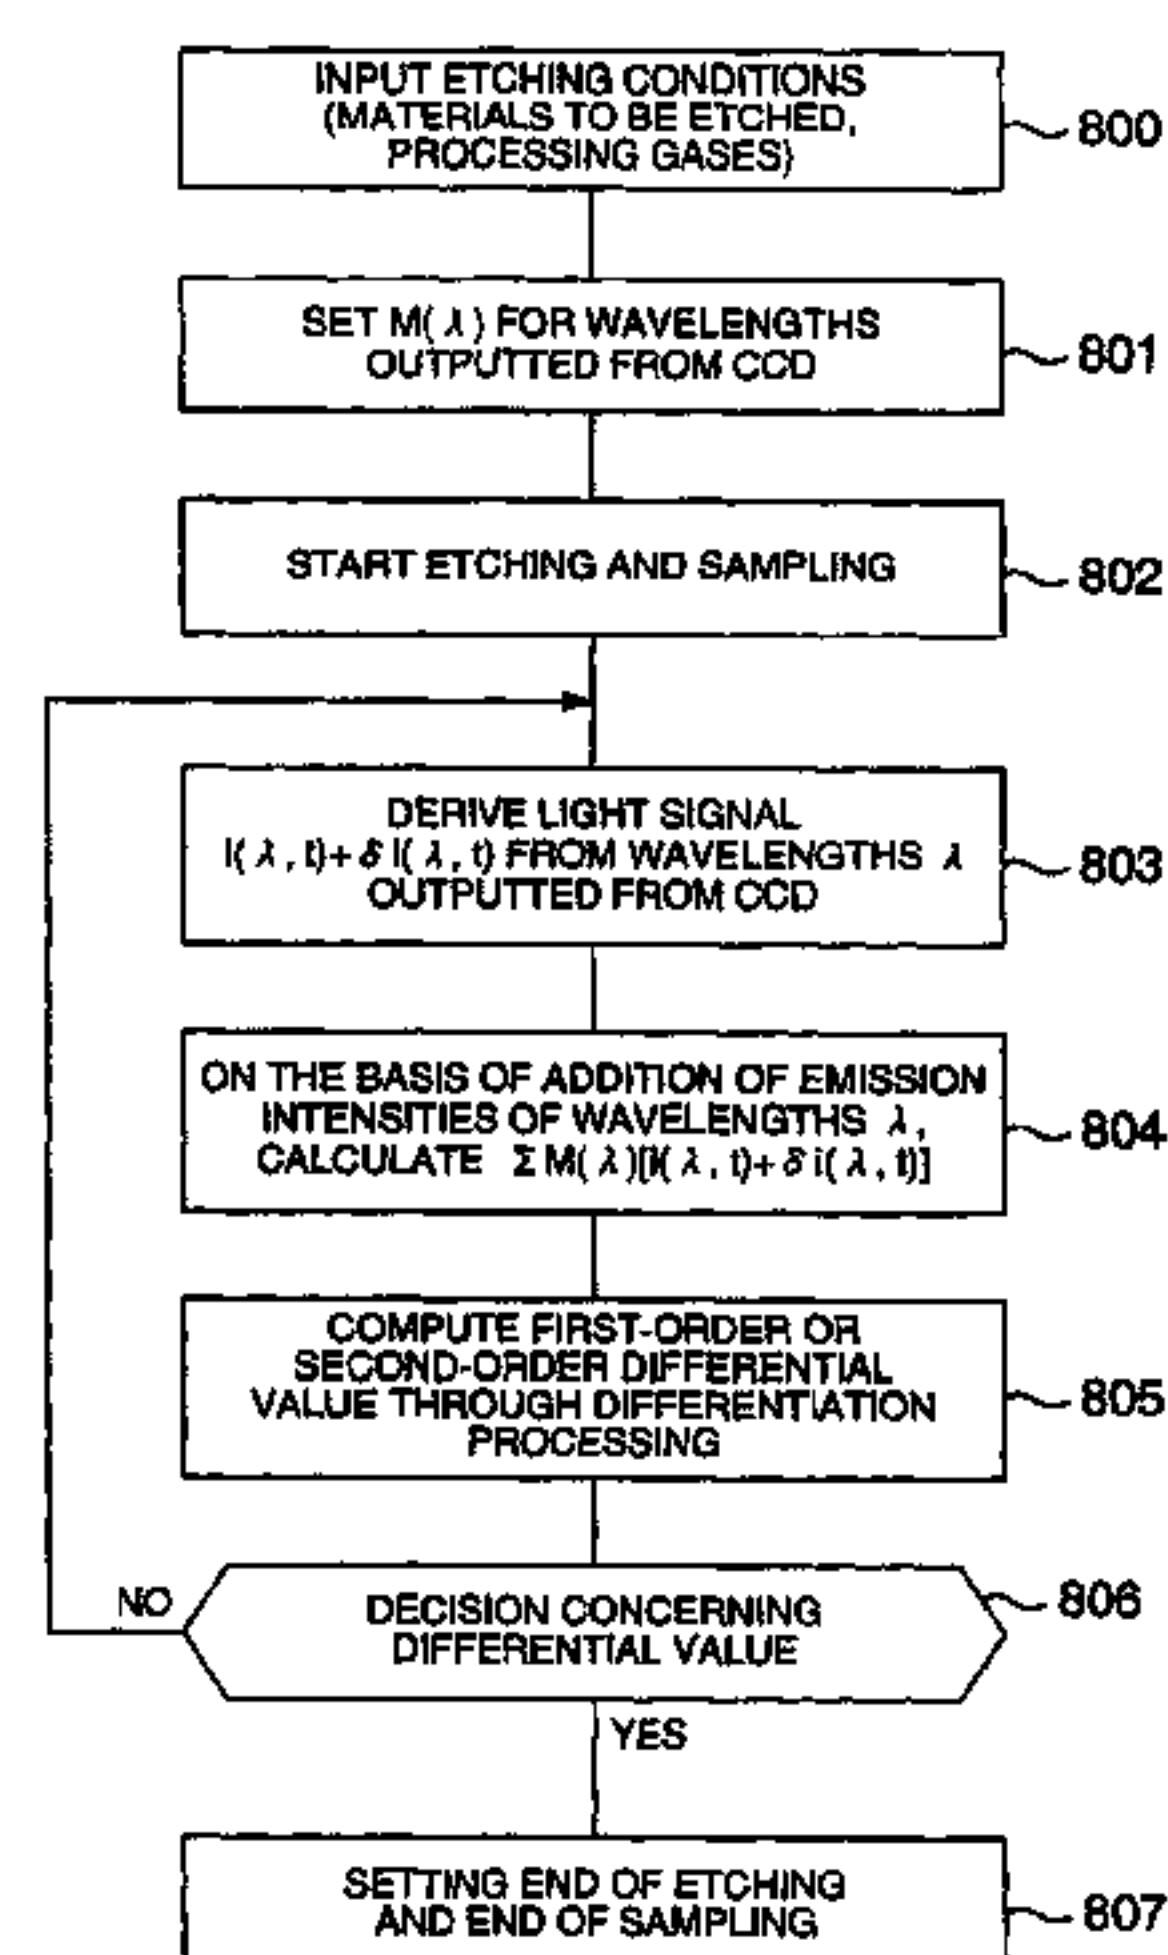 INPUT ETCHING CONDITIONS
(MATERIALS TO BE ETCHED,
PROCESSING GASES)
800
SET M(λ) FOR WAVELENGTHS
OUTPUTTED FROM CCD
801
START ETCHING AND SAMPLING
802
DERIVE LIGHT SIGNAL
i(λ, t)+δ i(λ, t) FROM WAVELENGTHS λ
OUTPUTTED FROM CCD
803
ON THE BASIS OF ADDITION OF EMISSION
INTENSITIES OF WAVELENGTHS λ,
CALCULATE Σ M(λ)[i(λ, t)+δ i(λ, t)]
804
COMPUTE FIRST-ORDER OR
SECOND-ORDER DIFFERENTIAL
VALUE THROUGH DIFFERENTIATION
PROCESSING
805
NO
DECISION CONCERNING
DIFFERENTIAL VALUE
806
YES
SETTING END OF ETCHING
AND END OF SAMPLING
807